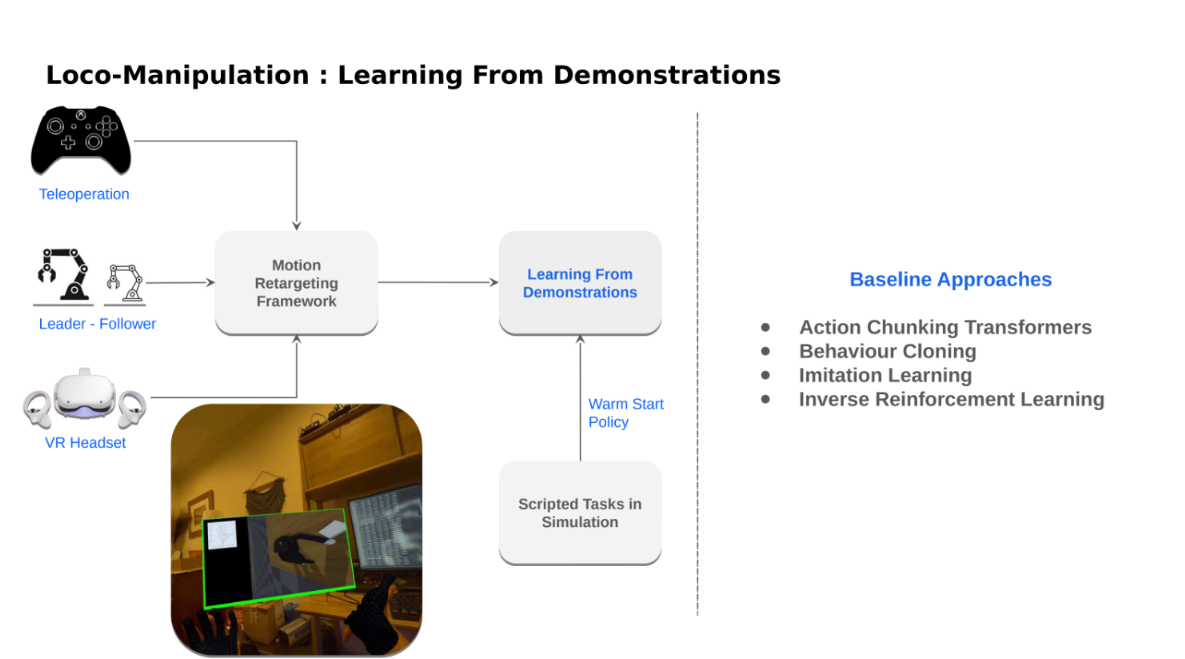 Loco-Manipulation : Learning From Demonstrations
Teleoperation
Leader - Follower
VR Headset
Motion
Retargeting
Framework
Learning From
Demonstrations
Warm Start
Policy
Scripted Tasks in
Simulation
Baseline Approaches
● Action Chunking Transformers
● Behaviour Cloning
● Imitation Learning
● Inverse Reinforcement Learning